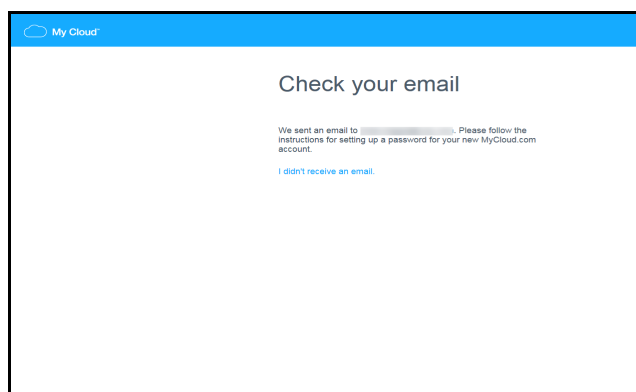 My Cloud™
Check your email
We sent an email to . Please follow the
instructions for setting up a password for your new MyCloud.com
account.
I didn't receive an email.